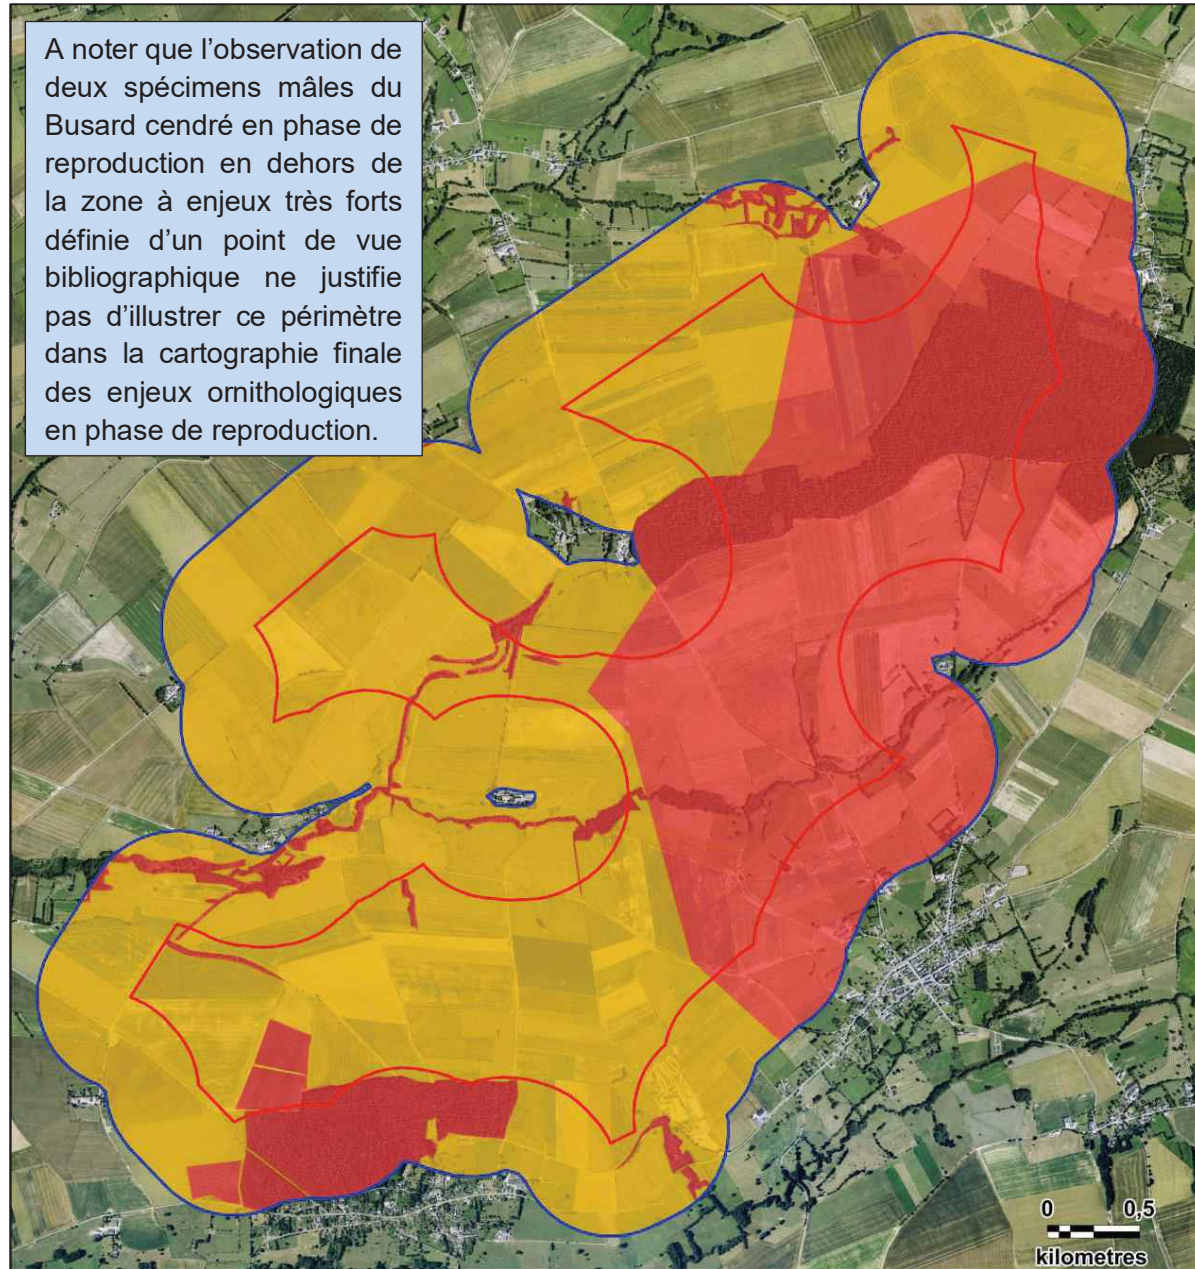 A noter que l’observation de
deux spécimens mâles du
Busard cendré en phase de
reproduction en dehors de
la zone à enjeux très forts
définie d’un point de vue
bibliographique ne justifie
pas d’illustrer ce périmètre
dans la cartographie finale
des enjeux ornithologiques
en phase de reproduction.
0 0,5
kilometres